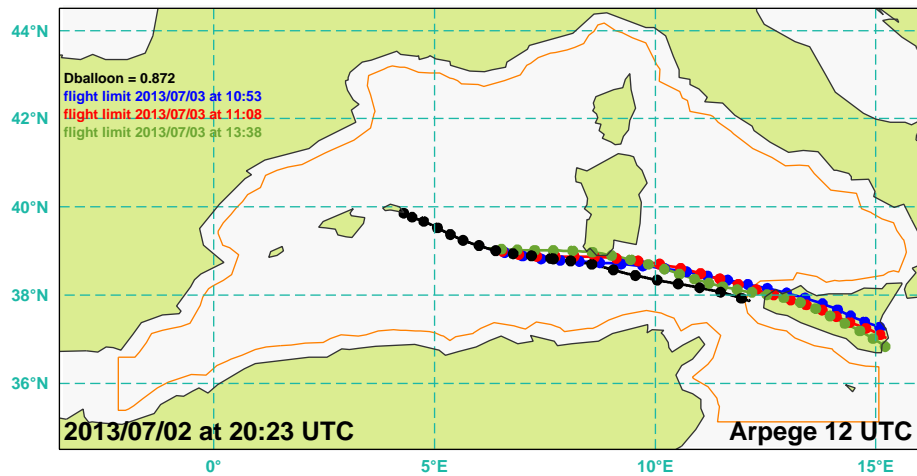 44°N
42°N
40°N
38°N
36°N
Dballoon = 0.872
flight limit 2013/07/03 at 10:53
flight limit 2013/07/03 at 11:08
flight limit 2013/07/03 at 13:38
2013/07/02 at 20:23 UTC
Arpege 12 UTC
0°
5°E
10°E
15°E